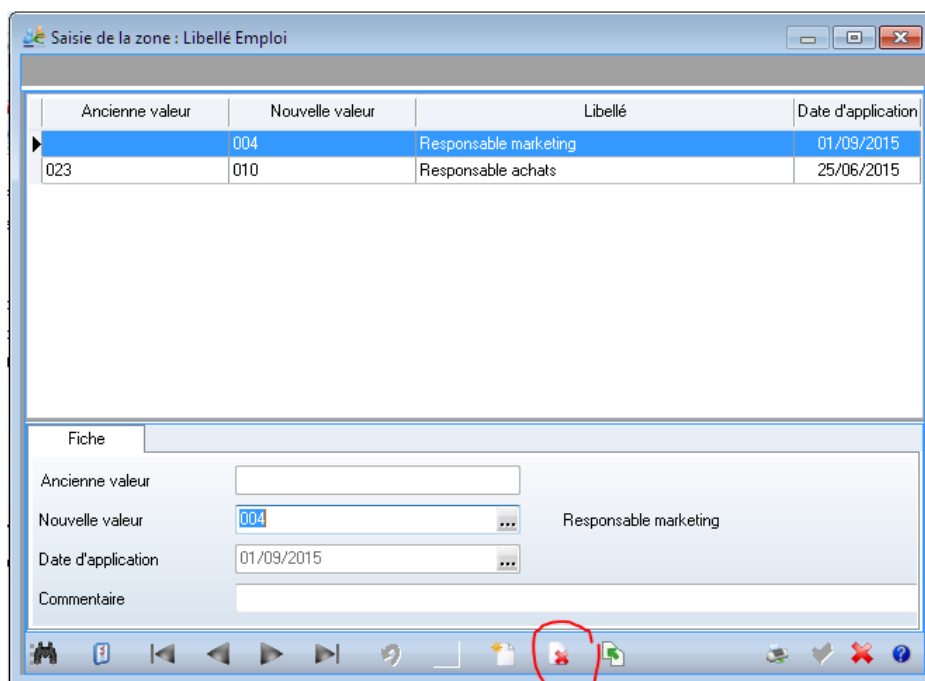 Saisie de la zone : Libellé Emploi
Ancienne valeur Nouvelle valeur Libellé Date d'application
004 Responsable marketing 01/09/2015
023 010 Responsable achats 25/06/2015
Fiche
Ancienne valeur
Nouvelle valeur 004 ... Responsable marketing
Date d'application 01/09/2015 ...
Commentaire